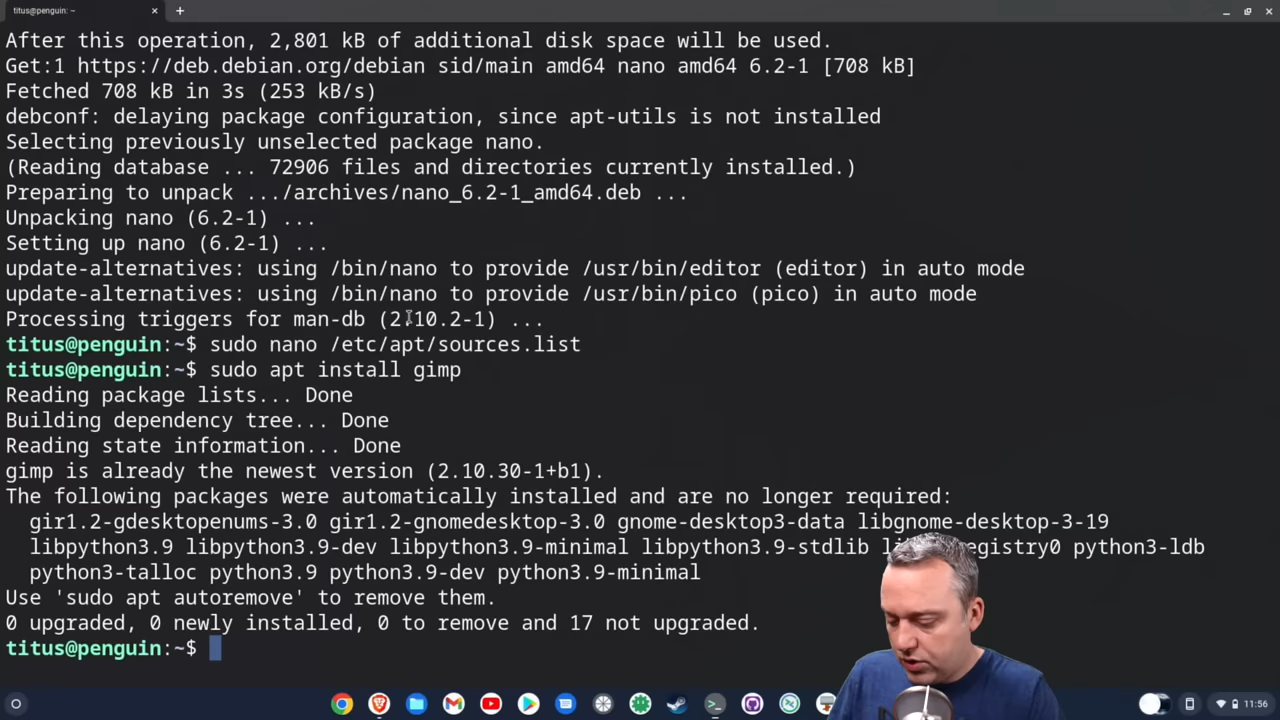 titus@penguin: ~
After this operation, 2,801 kB of additional disk space will be used.
Get:1 https://deb.debian.org/debian sid/main amd64 nano amd64 6.2-1 [708 kB]
Fetched 708 kB in 3s (253 kB/s)
debconf: delaying package configuration, since apt-utils is not installed
Selecting previously unselected package nano.
(Reading database ... 72906 files and directories currently installed.)
Preparing to unpack .../archives/nano_6.2-1_amd64.deb ...
Unpacking nano (6.2-1) ...
Setting up nano (6.2-1) ...
update-alternatives: using /bin/nano to provide /usr/bin/editor (editor) in auto mode
update-alternatives: using /bin/nano to provide /usr/bin/pico (pico) in auto mode
Processing triggers for man-db (2.10.2-1) ...
titus@penguin:~$ sudo nano /etc/apt/sources.list
titus@penguin:~$ sudo apt install gimp
Reading package lists... Done
Building dependency tree... Done
Reading state information... Done
gimp is already the newest version (2.10.30-1+b1).
The following packages were automatically installed and are no longer required:
gir1.2-gdesktopenums-3.0 gir1.2-gnomedesktop-3.0 gnome-desktop3-data libgnome-desktop-3-19
libpython3.9 libpython3.9-dev libpython3.9-minimal libpython3.9-stdlib python3-ldb
python3-talloc python3.9 python3.9-dev python3.9-minimal
Use 'sudo apt autoremove' to remove them.
0 upgraded, 0 newly installed, 0 to remove and 17 not upgraded.
titus@penguin:~$
11:56